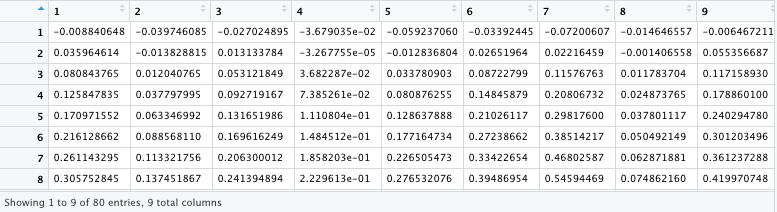 1 2 3 4 5 6 7 8 9
1 -0.008840648 -0.039746085 -0.027024895 -3.679035e-02 -0.059237060 -0.03392445 -0.07200607 -0.014646557 -0.006467211
2 0.035964614 -0.013828815 0.013133784 -3.267755e-05 -0.012836804 0.02651964 0.02216459 -0.001406558 0.055356687
3 0.080843765 0.012040765 0.053121849 3.682287e-02 0.033780903 0.08722799 0.11576763 0.011783704 0.117158930
4 0.125847835 0.037797995 0.092719167 7.385261e-02 0.080876255 0.14845879 0.20806732 0.024873765 0.178860100
5 0.170971552 0.063346992 0.131651986 1.110804e-01 0.128637888 0.21026117 0.29817600 0.037801117 0.240294780
6 0.216128662 0.088568110 0.169616249 1.484512e-01 0.177164734 0.27238662 0.38514217 0.050492149 0.301203496
7 0.261143295 0.113321756 0.206300012 1.858203e-01 0.226505473 0.33422654 0.46802587 0.062871881 0.361237288
8 0.305752845 0.137451867 0.241394894 2.229613e-01 0.276532076 0.39486954 0.54594469 0.074862160 0.419970748
Showing 1 to 9 of 80 entries, 9 total columns